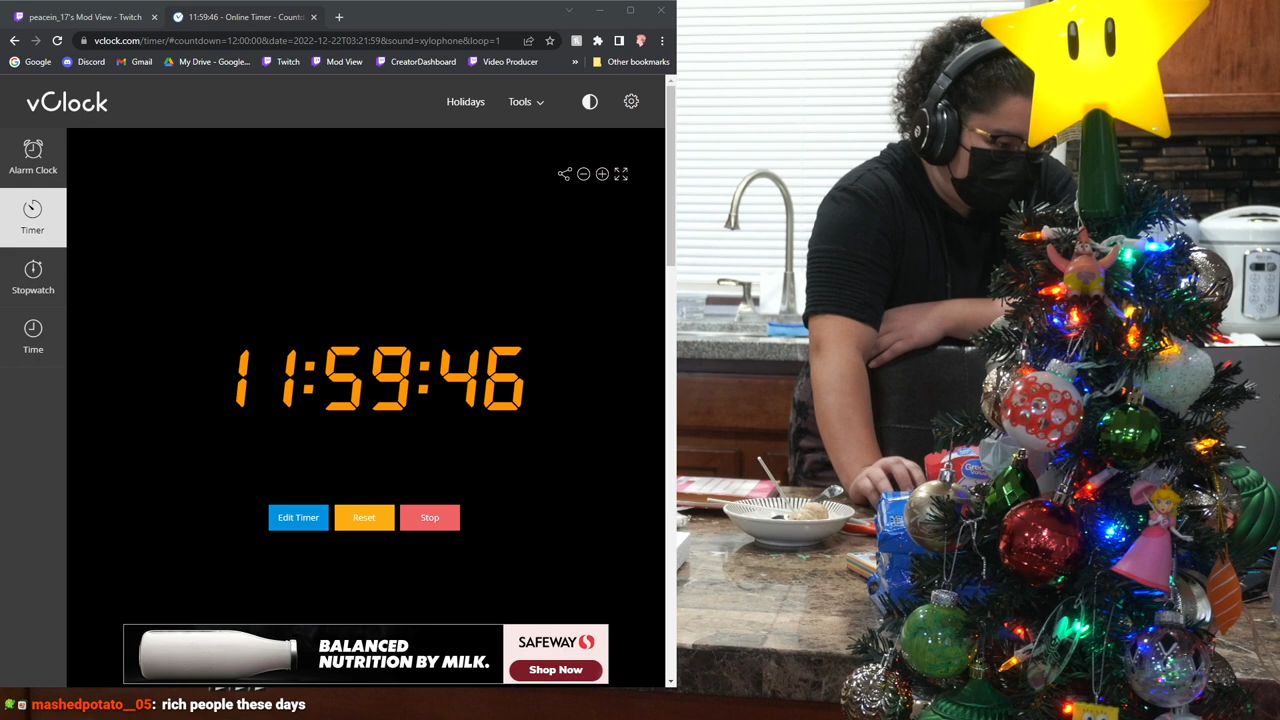 peacein_17's Mod View - Twitch
11:59:46 - Online Timer - Countd
vclock.com/timer/#countdown=12:00:00&date=2022-12-22T03:21:59&sound=xylophone&loop=1
Google
Discord
Gmail
My Drive - Google...
Twitch
Mod View
CreatorDashboard
Video Producer
»
Other bookmarks
vClock
Holidays
Tools
Alarm Clock
Timer
Stopwatch
Time
11:59:46
Edit Timer
Reset
Stop
BALANCED
NUTRITION BY MILK.
SAFEWAY
Shop Now
mashedpotato__05: rich people these days